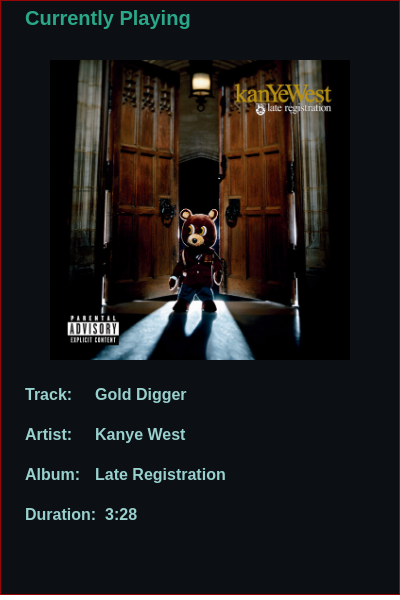 Currently Playing
kanYeWest
late registration
PARENTAL
ADVISORY
EXPLICIT CONTENT
Track: Gold Digger
Artist: Kanye West
Album: Late Registration
Duration: 3:28